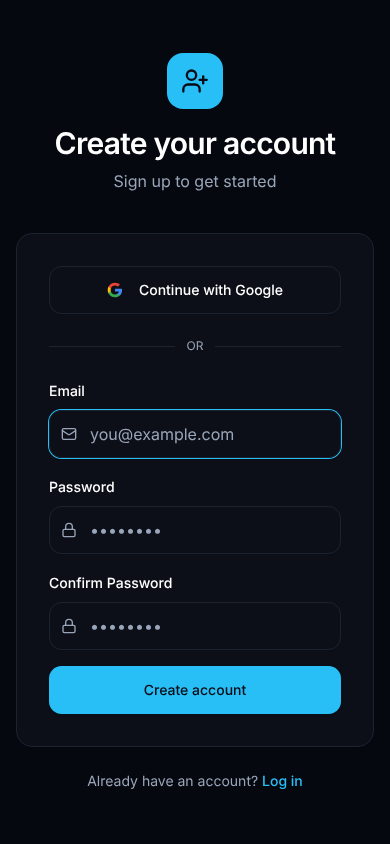 Create your account
Sign up to get started
Continue with Google
OR
Email
you@example.com
Password
••••••••
Confirm Password
••••••••
Create account
Already have an account? Log in